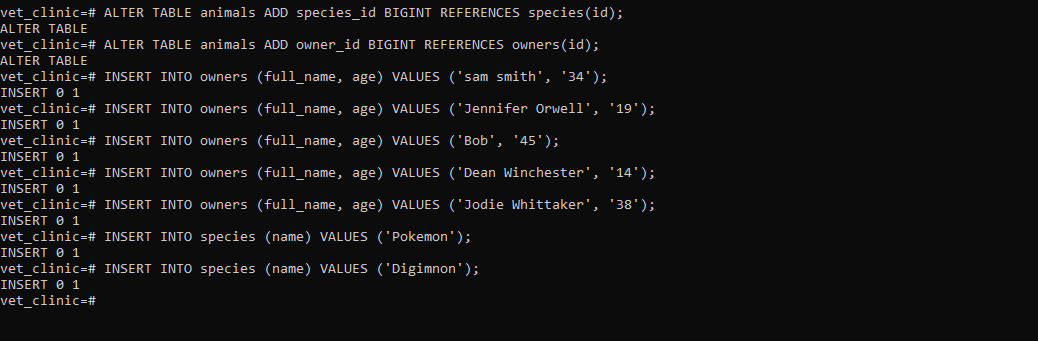 vet_clinic=# ALTER TABLE animals ADD species_id BIGINT REFERENCES species(id);
ALTER TABLE
vet_clinic=# ALTER TABLE animals ADD owner_id BIGINT REFERENCES owners(id);
ALTER TABLE
vet_clinic=# INSERT INTO owners (full_name, age) VALUES ('sam smith', '34');
INSERT 0 1
vet_clinic=# INSERT INTO owners (full_name, age) VALUES ('Jennifer Orwell', '19');
INSERT 0 1
vet_clinic=# INSERT INTO owners (full_name, age) VALUES ('Bob', '45');
INSERT 0 1
vet_clinic=# INSERT INTO owners (full_name, age) VALUES ('Dean Winchester', '14');
INSERT 0 1
vet_clinic=# INSERT INTO owners (full_name, age) VALUES ('Jodie Whittaker', '38');
INSERT 0 1
vet_clinic=# INSERT INTO species (name) VALUES ('Pokemon');
INSERT 0 1
vet_clinic=# INSERT INTO species (name) VALUES ('Digimnon');
INSERT 0 1
vet_clinic=#